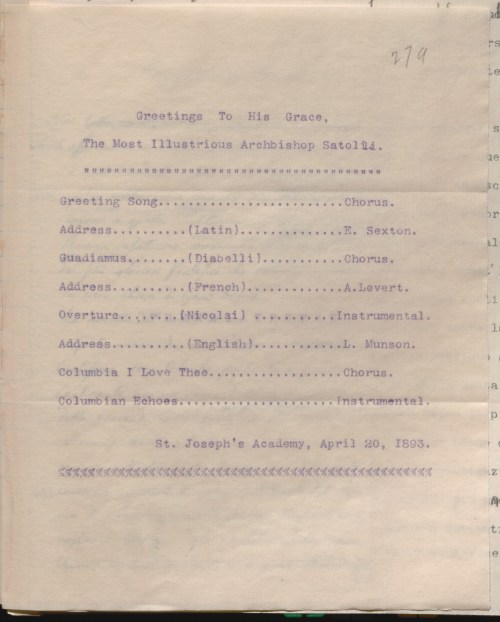 279
Greetings To His Grace,
The Most Illustrious Archbishop Satolli.
"""""""""""""""""""""""""""""""""""""""
Greeting Song.........................Chorus.
Address..........(Latin)..............E. Sexton.
Guadiamus........(Diabelli)...........Chorus.
Address..........(French).............A.Levert.
Overture........(Nicolai) ...........Instrumental.
Address..........(English)............L. Munson.
Columbia I Love Thee..................Chorus.
Columbian Echoes.....................Instrumental.
St. Joseph's Academy, April 20, I893.